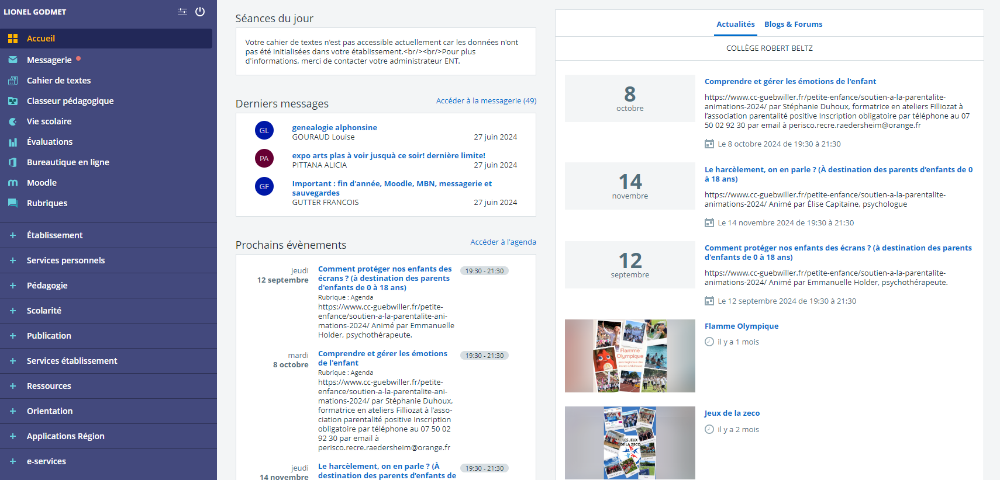 LIONEL GODMET
Accueil
Messagerie
Cahier de textes
Classeur pédagogique
Vie scolaire
Évaluations
Bureautique en ligne
Moodle
Rubriques
Établissement
Services personnels
Pédagogie
Scolarité
Publication
Services établissement
Ressources
Orientation
Applications Région
e-services
Séances du jour
Votre cahier de textes n'est pas accessible actuellement car les données n'ont
pas été initialisées dans votre établissement.<br/><br/>Pour plus
d'informations, merci de contacter votre administrateur ENT.
Derniers messages
Accéder à la messagerie (49)
GL
genealogie alphonsine
GOURAUD Louise
27 juin 2024
PA
expo arts plas à voir jusquà ce soir! dernière limite!
PITTANA ALICIA
27 juin 2024
GF
Important : fin d'année, Moodle, MBN, messagerie et
sauvegardes
GUTTER FRANCOIS
27 juin 2024
Prochains évènements
Accéder à l'agenda
jeudi
12 septembre
Comment protéger nos enfants des
écrans ? (à destination des parents
d'enfants de 0 à 18 ans)
19:30 - 21:30
Rubrique : Agenda
https://www.cc-guebwiller.fr/petite-
enfance/soutien-a-la-parentalite-ani-
mations-2024/ Animé par Emmanuelle
Holder, psychothérapeute.
mardi
8 octobre
Comprendre et gérer les émotions
de l'enfant
19:30 - 21:30
Rubrique : Agenda
https://www.cc-guebwiller.fr/petite-
enfance/soutien-a-la-parentalite-ani-
mations-2024/ par Stéphanie Duhoux,
formatrice en ateliers Filliozat à l’asso-
ciation parentalité positive Inscription
obligatoire par téléphone au 07 50 02
92 30 par email à
perisco.recre.raedersheim@orange.fr
jeudi
14 novembre
Le harcèlement, on en parle ? (À
destination des parents d’enfants de
19:30 - 21:30
Actualités
Blogs & Forums
COLLÈGE ROBERT BELTZ
8
octobre
Comprendre et gérer les émotions de l'enfant
https://www.cc-guebwiller.fr/petite-enfance/soutien-a-la-parentalite-
animations-2024/ par Stéphanie Duhoux, formatrice en ateliers Filliozat à
l’association parentalité positive Inscription obligatoire par téléphone au 07
50 02 92 30 par email à perisco.recre.raedersheim@orange.fr
Le 8 octobre 2024 de 19:30 à 21:30
14
novembre
Le harcèlement, on en parle ? (À destination des parents d’enfants de 0
à 18 ans)
https://www.cc-guebwiller.fr/petite-enfance/soutien-a-la-parentalite-
animations-2024/ Animé par Élise Capitaine, psychologue
Le 14 novembre 2024 de 19:30 à 21:30
12
septembre
Comment protéger nos enfants des écrans ? (à destination des parents
d'enfants de 0 à 18 ans)
https://www.cc-guebwiller.fr/petite-enfance/soutien-a-la-parentalite-
animations-2024/ Animé par Emmanuelle Holder, psychothérapeute.
Le 12 septembre 2024 de 19:30 à 21:30
Flamme
Olympique
Flamme Olympique
il y a 1 mois
LES JEUX
DE LA ZECO
Jeux de la zeco
il y a 2 mois